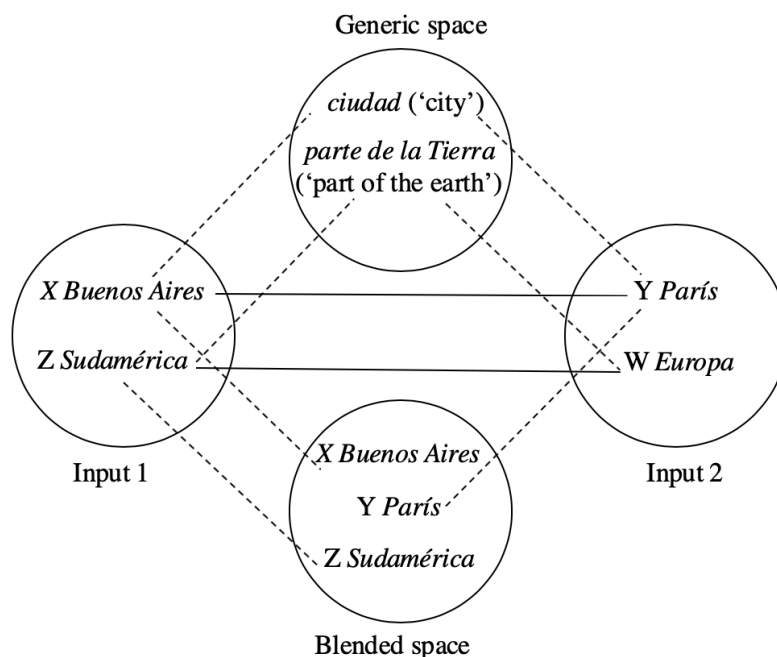 Generic space
ciudad (‘city’)
parte de la Tierra
(‘part of the earth’)
X Buenos Aires
Y París
Z Sudamérica
W Europa
Input 1
Input 2
X Buenos Aires
Y París
Z Sudamérica
Blended space